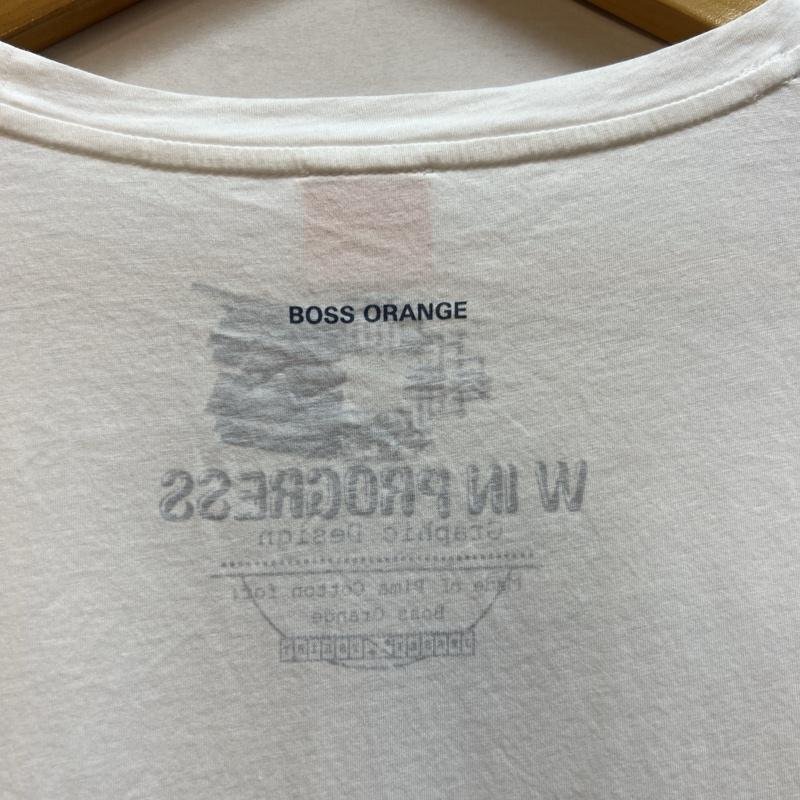 BOSS ORANGE
W IN PROGRESS
Graphic Design
Made of Pima Cotton for:
Boss Orange